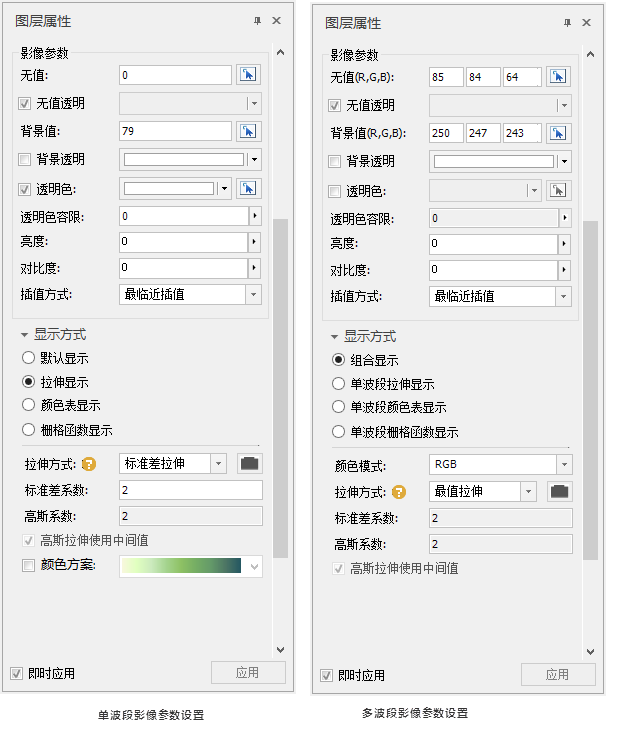 图层属性
影像参数
无值: 0
无值透明
背景值: 79
背景透明
透明色:
透明色容限: 0
亮度: 0
对比度: 0
插值方式: 最临近插值
显示方式
默认显示
拉伸显示
颜色表显示
栅格函数显示
拉伸方式: ? 标准差拉伸
标准差系数: 2
高斯系数: 2
高斯拉伸使用中间值
颜色方案:
即时应用 应用
单波段影像参数设置
图层属性
影像参数
无值(R,G,B): 85 84 64
无值透明
背景值(R,G,B): 250 247 243
背景透明
透明色:
透明色容限: 0
亮度: 0
对比度: 0
插值方式: 最临近插值
显示方式
组合显示
单波段拉伸显示
单波段颜色表显示
单波段栅格函数显示
颜色模式: RGB
拉伸方式: ? 最值拉伸
标准差系数: 2
高斯系数: 2
高斯拉伸使用中间值
即时应用 应用
多波段影像参数设置